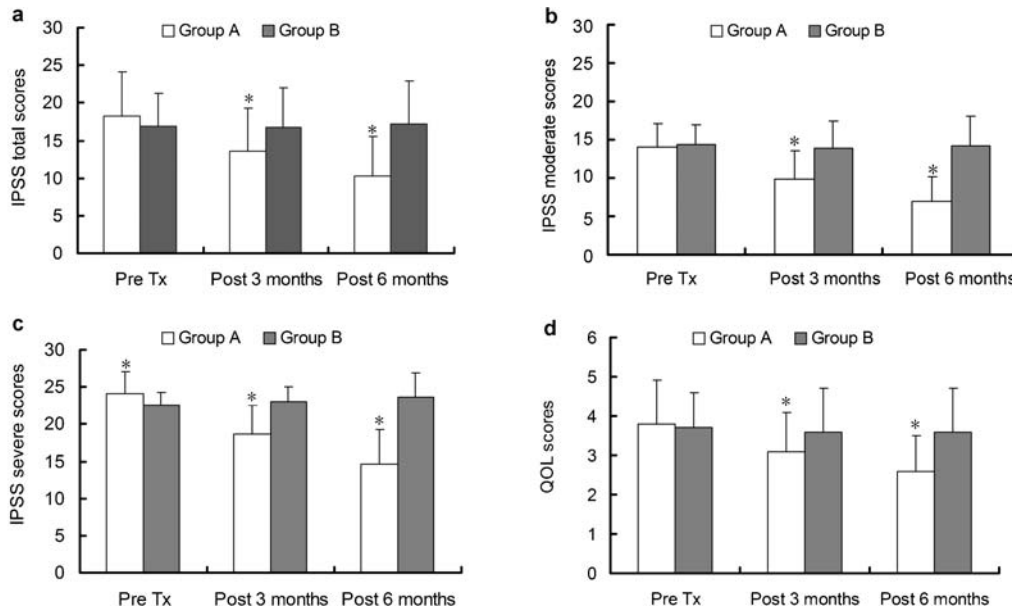 a
30
25
20
15
10
5
0
IPSS total scores
Group A
Group B
*
*
Pre Tx
Post 3 months
Post 6 months
b
30
25
20
15
10
5
0
IPSS moderate scores
Group A
Group B
*
*
Pre Tx
Post 3 months
Post 6 months
c
30
25
20
15
10
5
0
IPSS severe scores
Group A
Group B
*
*
*
Pre Tx
Post 3 months
Post 6 months
d
6
5
4
3
2
1
0
QOL scores
Group A
Group B
*
*
Pre Tx
Post 3 months
Post 6 months